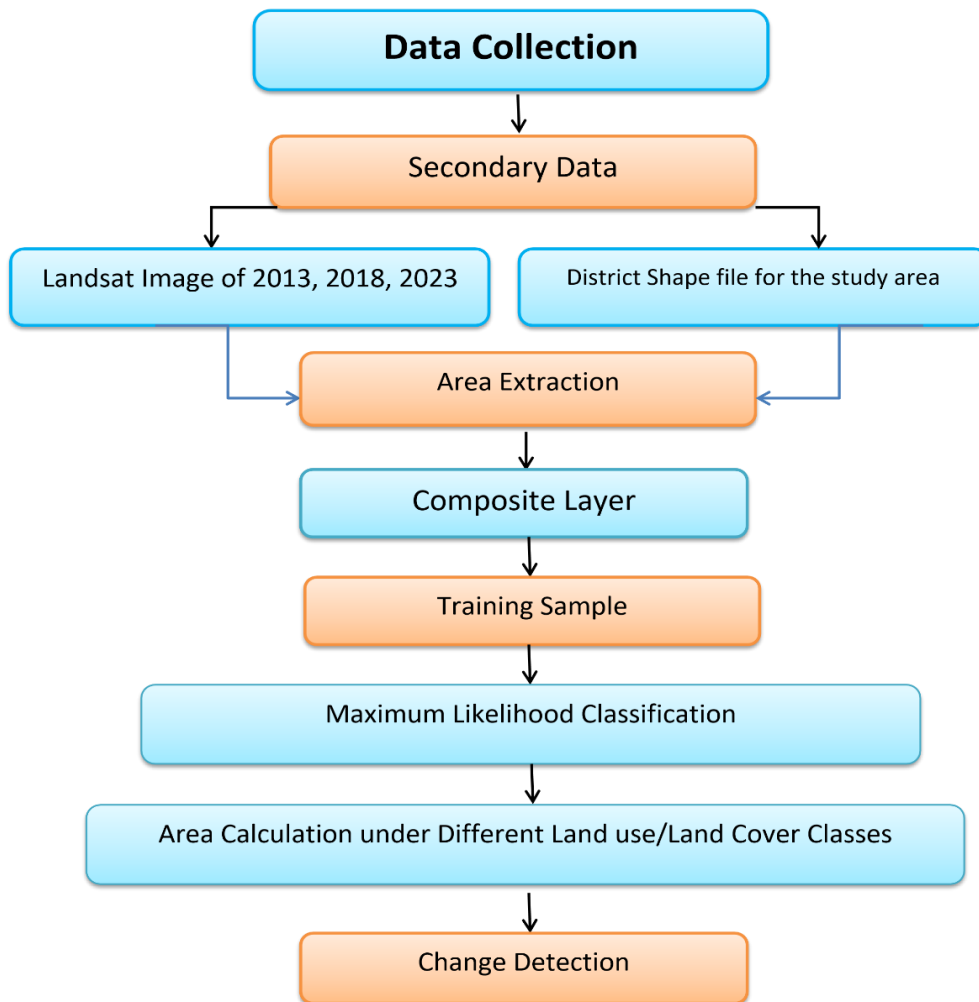 Data Collection
Secondary Data
Landsat Image of 2013, 2018, 2023
District Shape file for the study area
Area Extraction
Composite Layer
Training Sample
Maximum Likelihood Classification
Area Calculation under Different Land use/Land Cover Classes
Change Detection